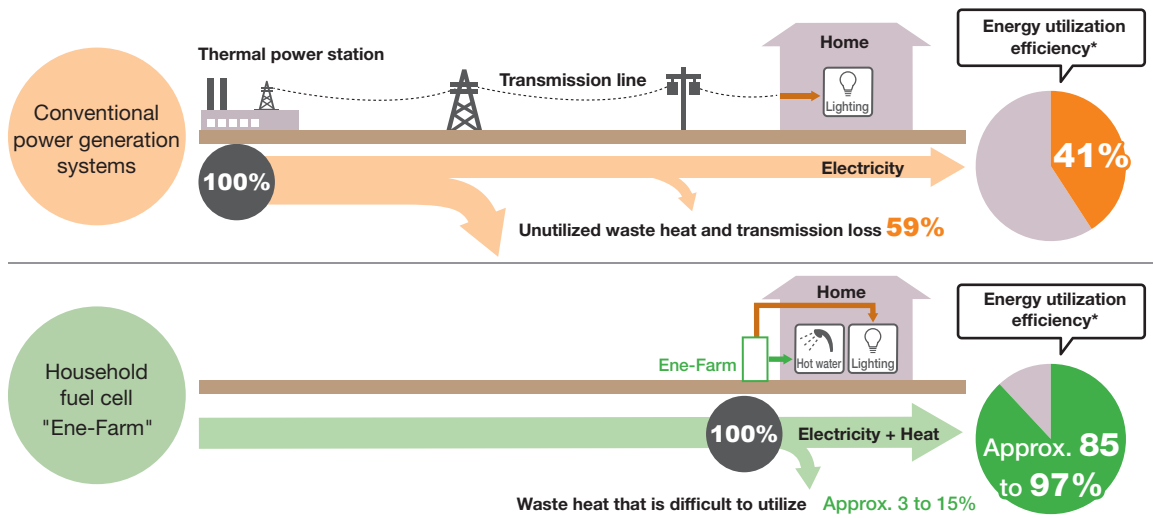 Thermal power station
Transmission line
Home
Lighting
Energy utilization
efficiency*
Conventional
power generation
systems
100%
Electricity
41%
Unutilized waste heat and transmission loss 59%
Home
Energy utilization
efficiency*
Household
fuel cell
"Ene-Farm"
Ene-Farm
Hot water
Lighting
100%
Electricity + Heat
Approx. 85
to 97%
Waste heat that is difficult to utilize Approx. 3 to 15%